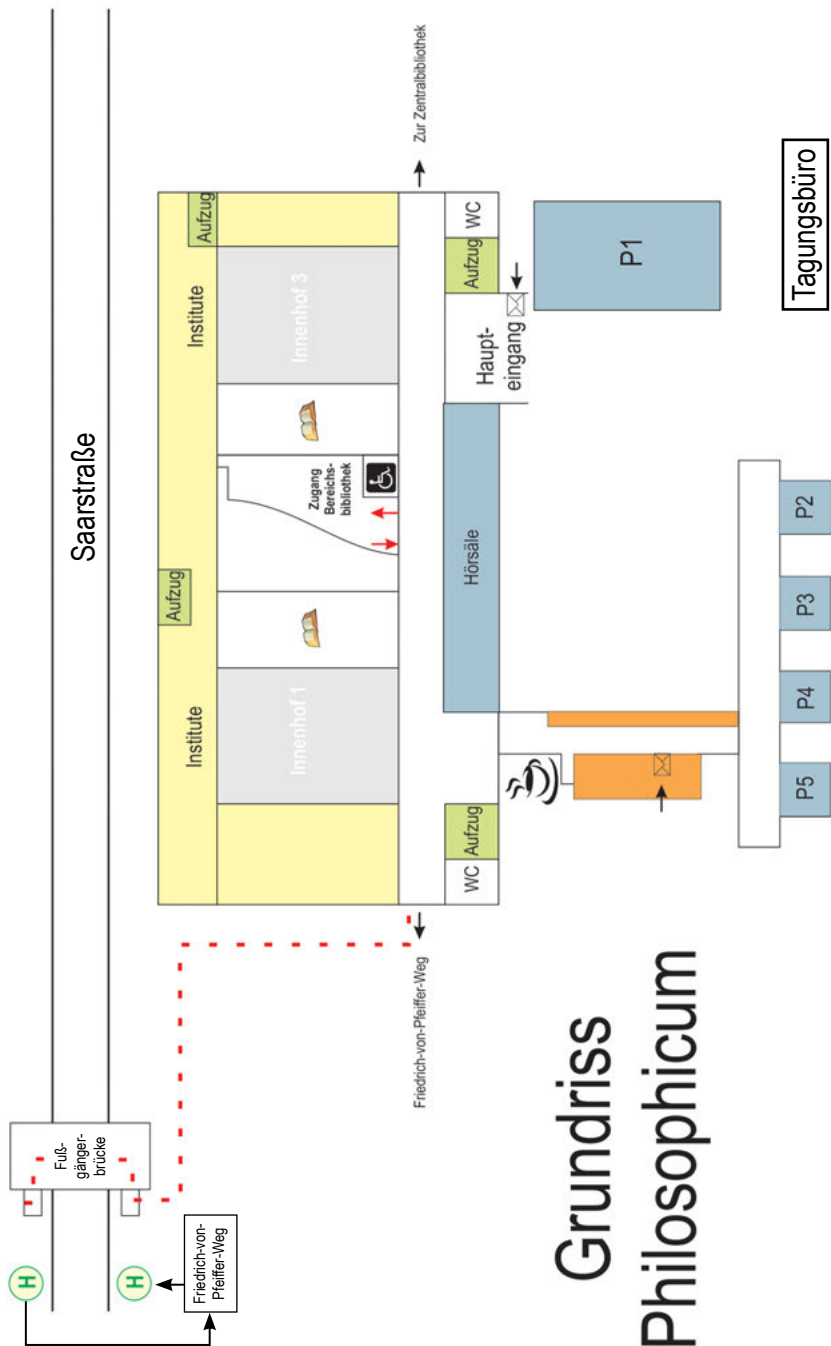 H
Fuß-
gänger-
brücke
Saarstraße
H
Friedrich-von-
Pfeiffer-Weg
Aufzug
Aufzug
Institute
Institute
Innenhof 1
Zugang
Bereichs-
bibliothek
Innenhof 3
Friedrich-von-Pfeiffer-Weg
Zur Zentralbibliothek
WC
Aufzug
Hörsäle
Haupt-
eingang
Aufzug
WC
Grundriss
Philosophicum
P1
P5
P4
P3
P2
Tagungsbüro